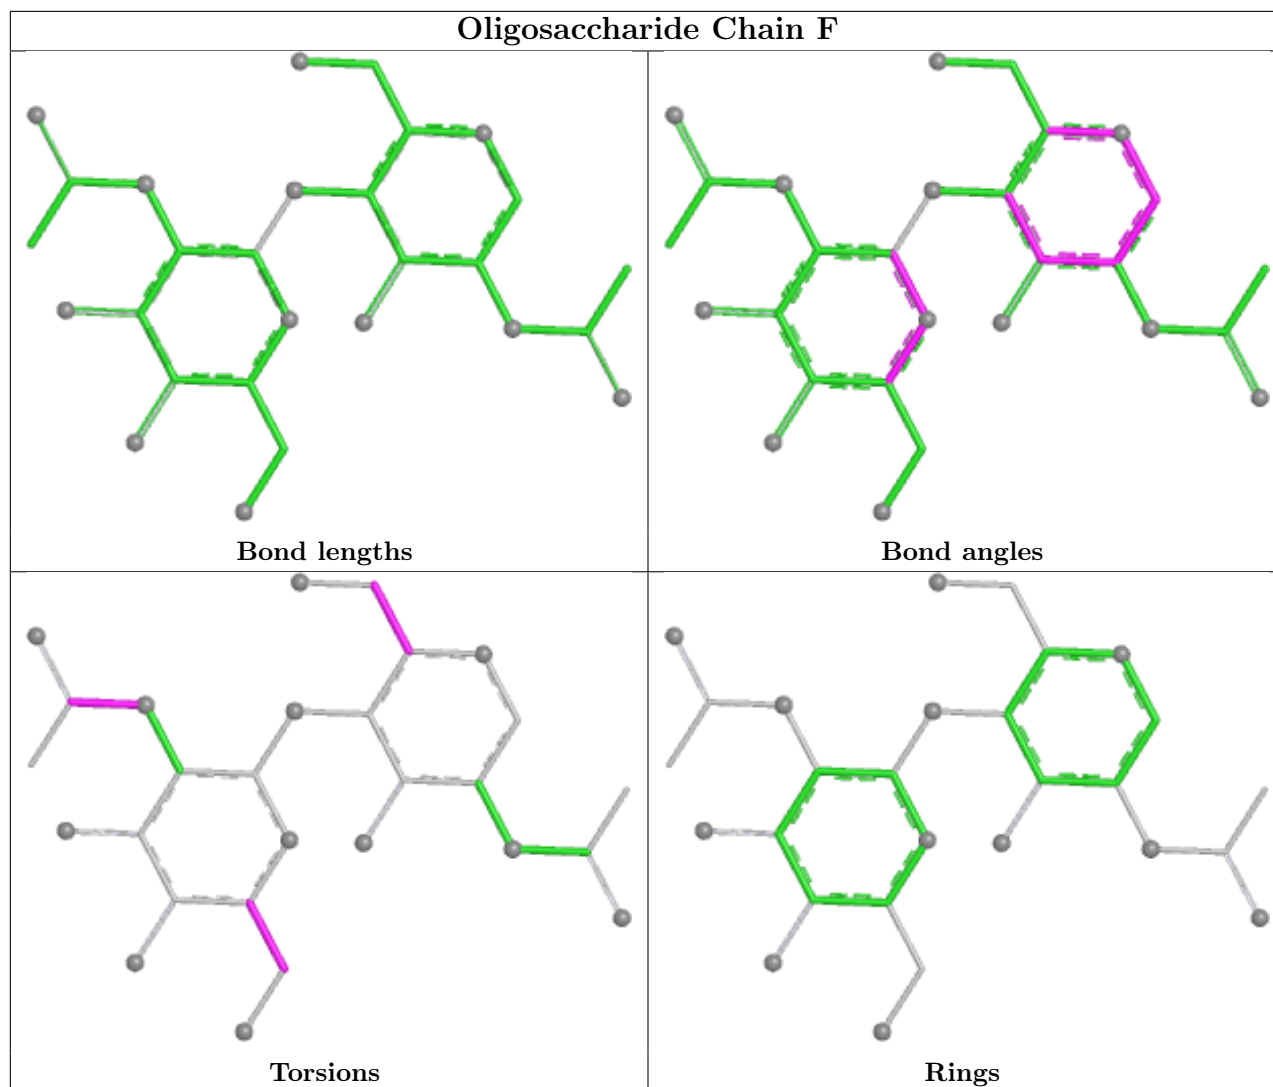 Oligosaccharide Chain F
Bond lengths
Bond angles
Torsions
Rings